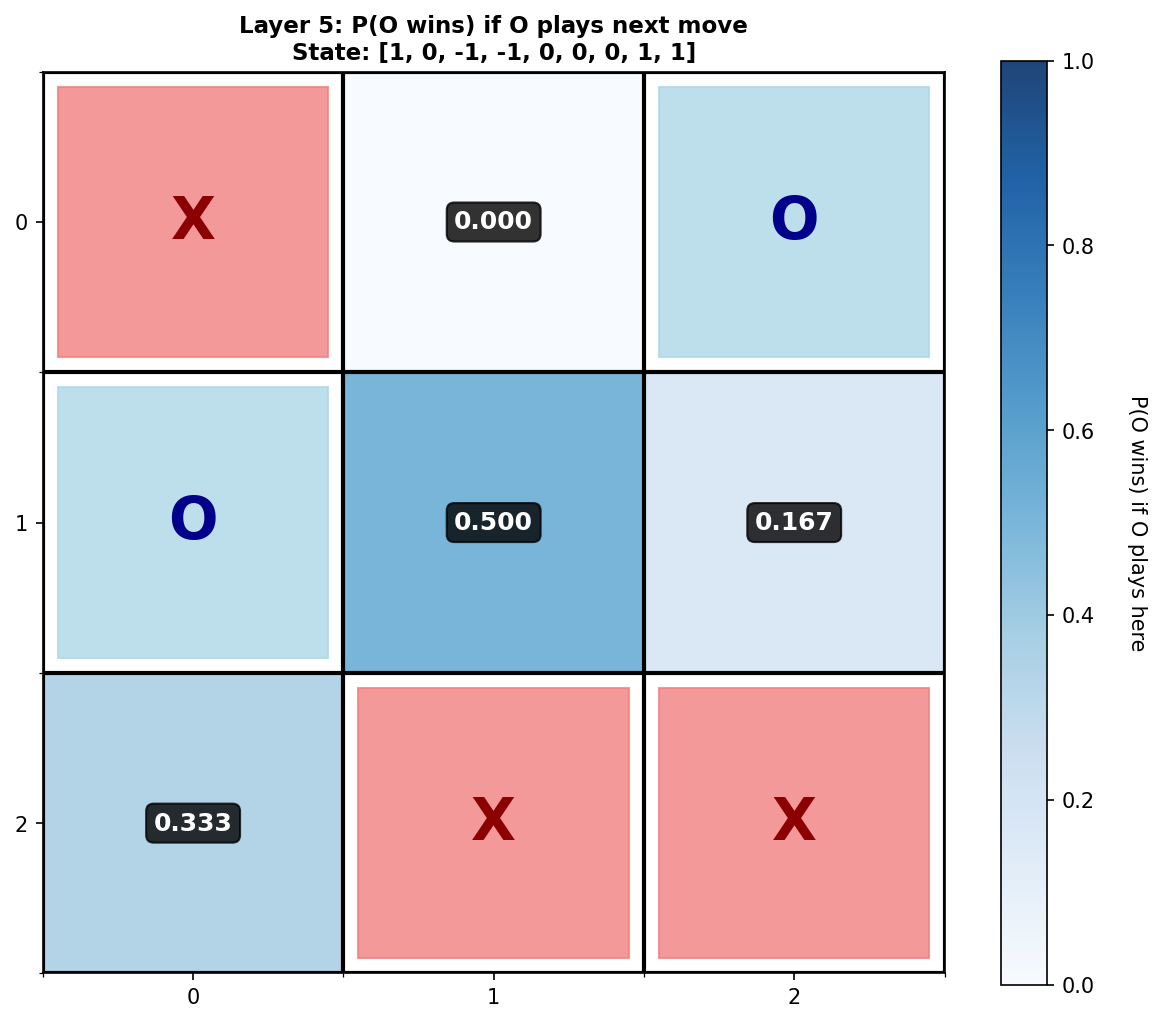 Layer 5: P(O wins) if O plays next move
State: [1, 0, -1, -1, 0, 0, 0, 1, 1]
X
0.000
O
O
0.500
0.167
0.333
X
X
0
1
2
0
1
2
1.0
0.8
0.6
0.4
0.2
0.0
P(O wins) if O plays here